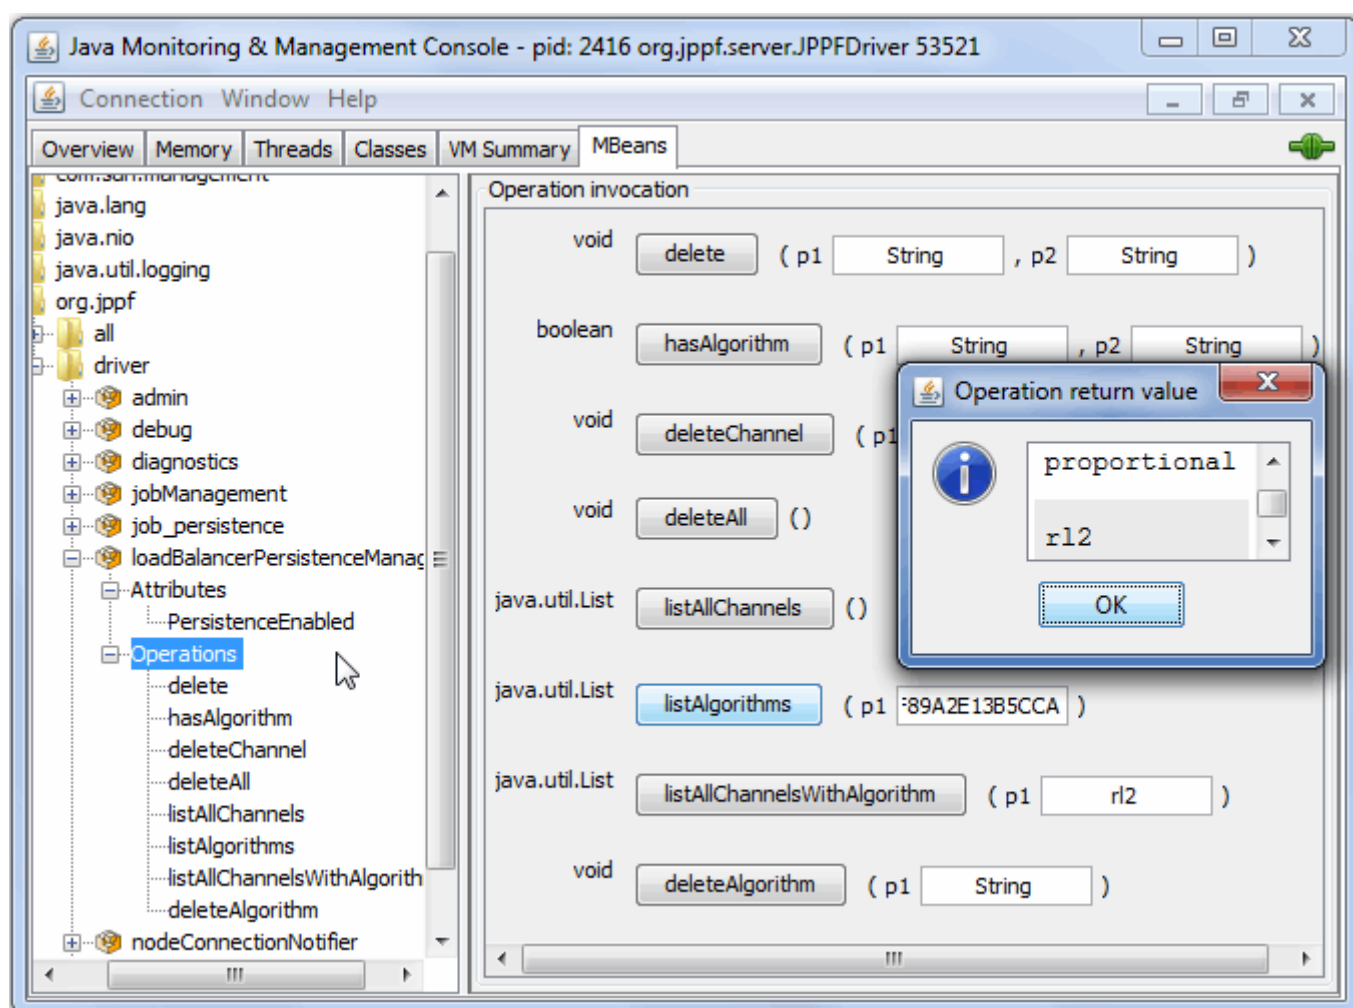 Java Monitoring & Management Console - pid: 2416 org.jppf.server.JPPFDriver 53521
Connection Window Help
Overview Memory Threads Classes VM Summary MBeans
com.sun.management
java.lang
java.nio
java.util.logging
org.jppf
all
driver
admin
debug
diagnostics
jobManagement
job_persistence
loadBalancerPersistenceManag
Attributes
PersistenceEnabled
Operations
delete
hasAlgorithm
deleteChannel
deleteAll
listAllChannels
listAlgorithms
listAllChannelsWithAlgorith
deleteAlgorithm
nodeConnectionNotifier
Operation invocation
void delete ( p1 String , p2 String )
boolean hasAlgorithm ( p1 String , p2 String )
void deleteChannel ( p1
void deleteAll ()
java.util.List listAllChannels ()
java.util.List listAlgorithms ( p1 89A2E13B5CCA )
java.util.List listAllChannelsWithAlgorithm ( p1 rl2 )
void deleteAlgorithm ( p1 String )
Operation return value
proportional
rl2
OK